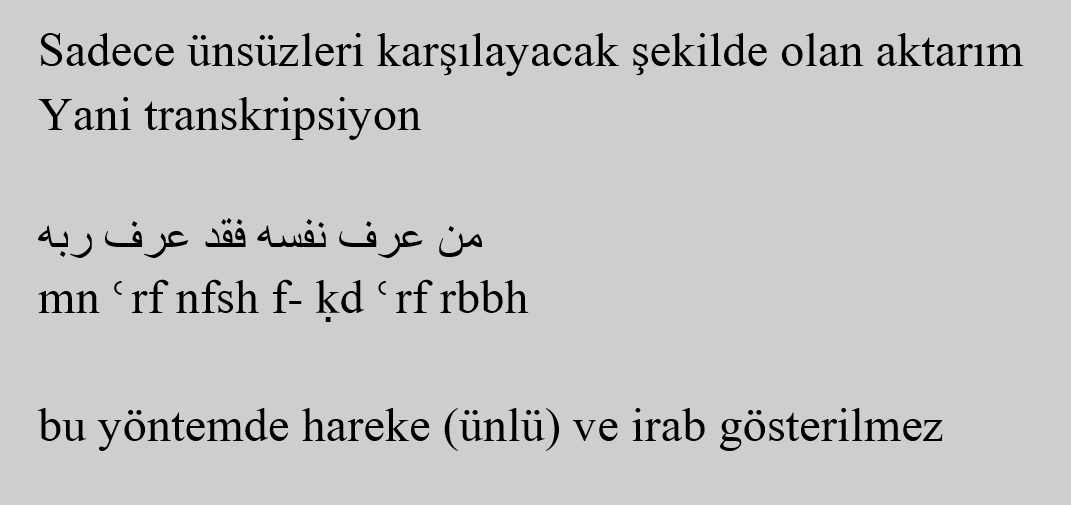 Sadece ünsüzleri karşılayacak şekilde olan aktarım
Yani transkripsiyon
من عرف نفسه فقد عرف ربه
mn ʿrf nfsh f- ḳd ʿrf rbbh
bu yöntemde hareke (ünlü) ve irab gösterilmez